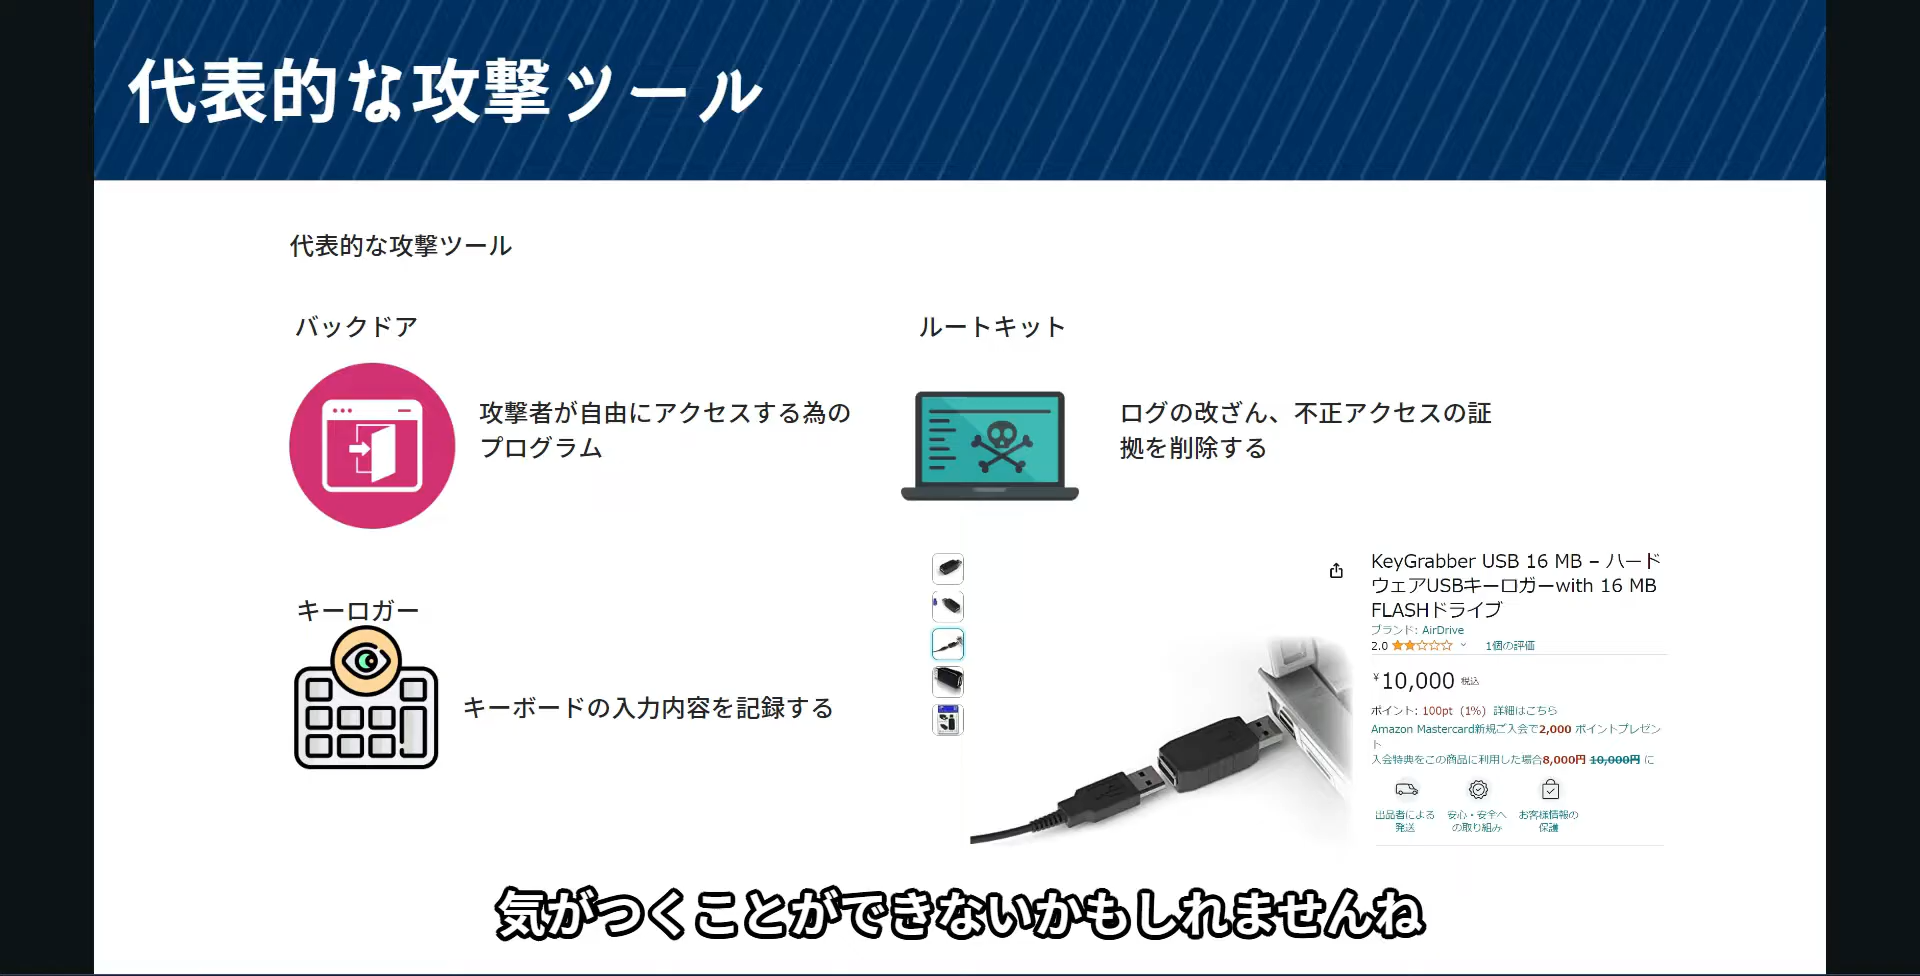 代表的な攻撃ツール
代表的な攻撃ツール
バックドア
攻撃者が自由にアクセスする為の
プログラム
ルートキット
ログの改ざん、不正アクセスの証
拠を削除する
キーロガー
キーボードの入力内容を記録する
KeyGrabber USB 16 MB – ハード
ウェアUSBキーロガーwith 16 MB
FLASHドライブ
ブランド: AirDrive
2.0 1個の評価
¥10,000 税込
ポイント: 100pt (1%) 詳細はこちら
Amazon Mastercard新規ご入会で2,000 ポイントプレゼン
ト
入会特典をこの商品に利用した場合8,000円 10,000円 に
出品者による
発送
安心・安全へ
の取り組み
お客様情報の
保護
気がつくことができないかもしれませんね